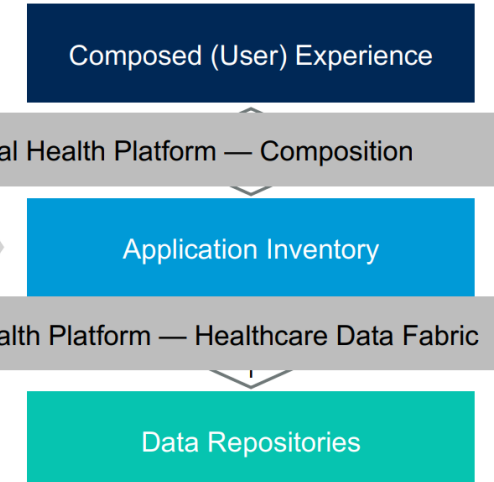 Composed (User) Experience
al Health Platform — Composition
Application Inventory
alth Platform — Healthcare Data Fabric
Data Repositories